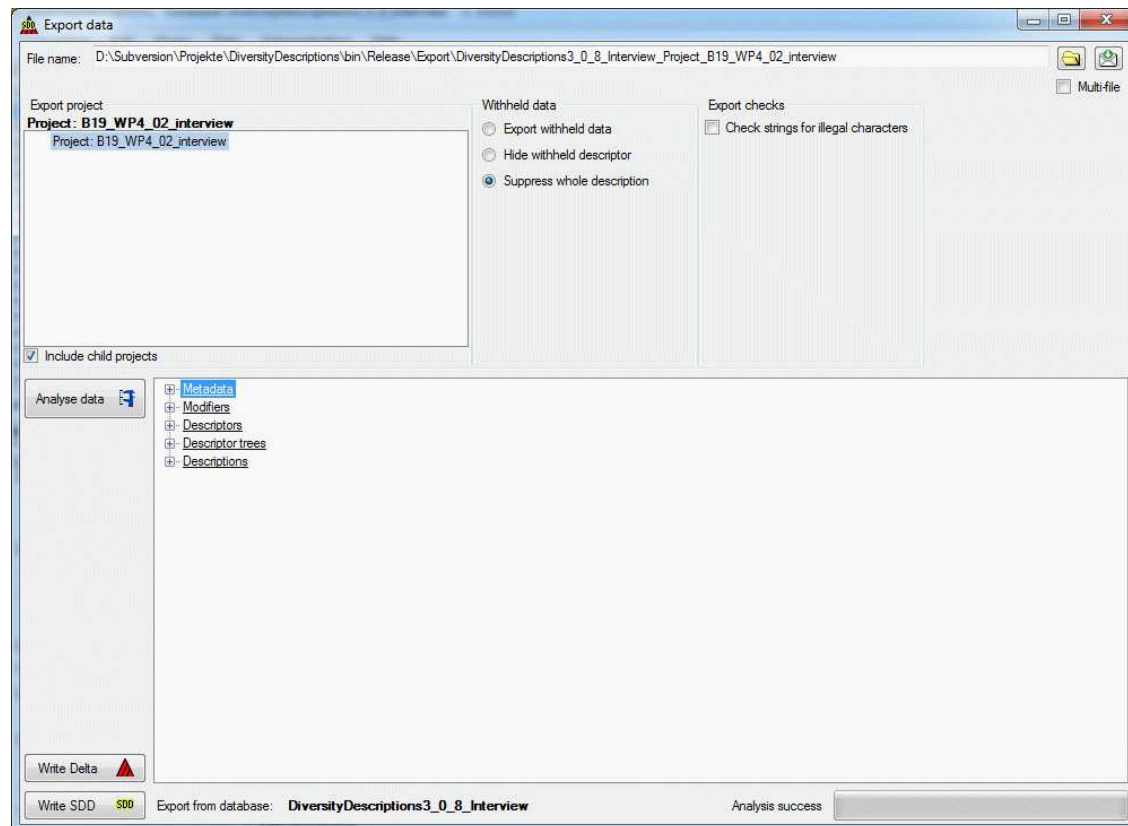 SDD Export data
File name: D:\Subversion\Projekte\DiversityDescriptions\bin\Release\Export\DiversityDescriptions3_0_8_Interview_Project_B19_WP4_02_interview
Multi-file
Export project
Project: B19_WP4_02_interview
Project: B19_WP4_02_interview
Include child projects
Withheld data
Export withheld data
Hide withheld descriptor
Suppress whole description
Export checks
Check strings for illegal characters
Analyse data
Metadata
Modifiers
Descriptors
Descriptor trees
Descriptions
Write Delta
Write SDD SDD
Export from database: DiversityDescriptions3_0_8_Interview
Analysis success